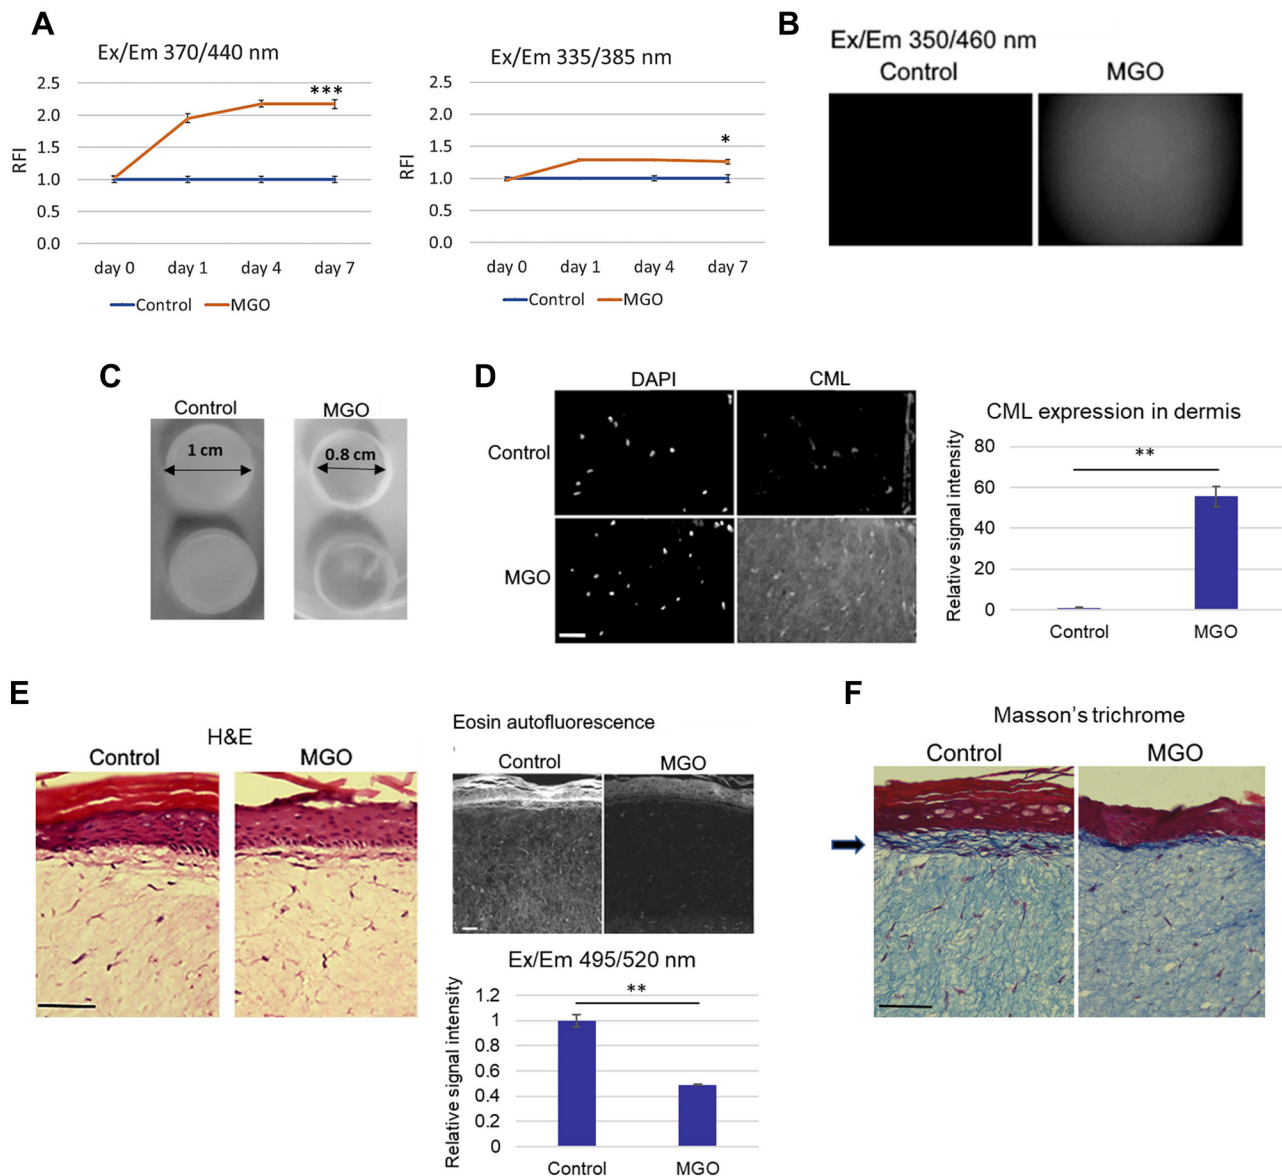 A
Ex/Em 370/440 nm
2.5
2.0
1.5
1.0
0.5
0.0
RFI
***
day 0 day 1 day 4 day 7
Control MGO
Ex/Em 335/385 nm
2.5
2.0
1.5
1.0
0.5
0.0
RFI
*
day 0 day 1 day 4 day 7
Control MGO
B
Ex/Em 350/460 nm
Control MGO
C
Control MGO
1 cm 0.8 cm
D
DAPI CML
Control
MGO
CML expression in dermis
80
60
40
20
0
Relative signal intensity
**
Control MGO
E
H&E
Control MGO
Eosin autofluorescence
Control MGO
Ex/Em 495/520 nm
1.2
1
0.8
0.6
0.4
0.2
0
Relative signal intensity
**
Control MGO
F
Masson's trichrome
Control MGO